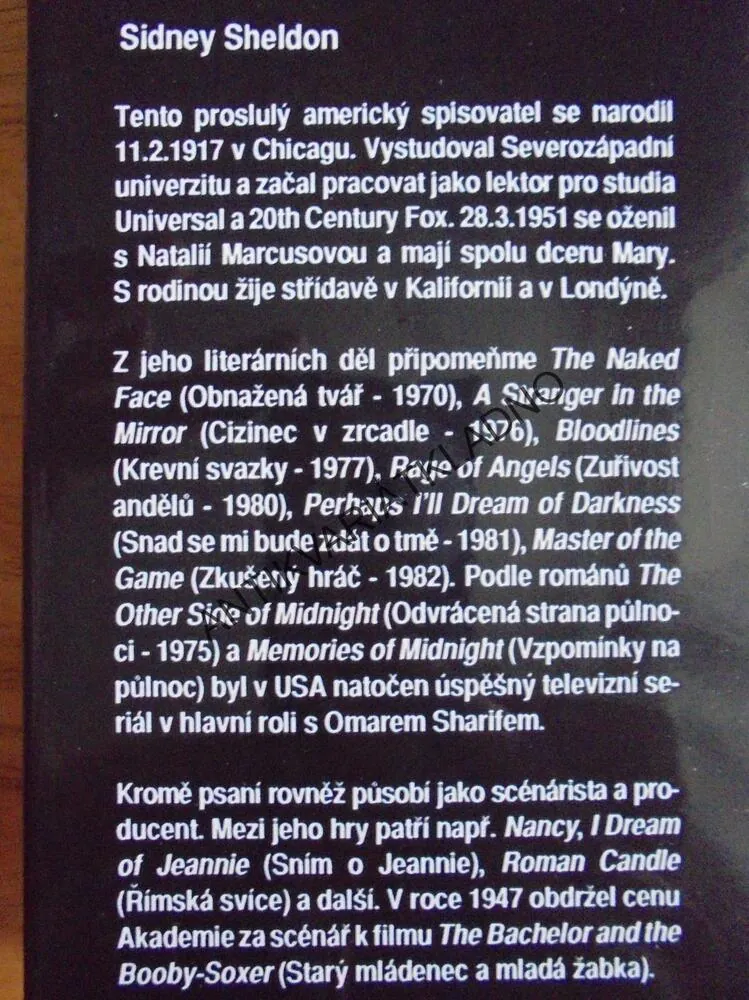 Sidney Sheldon
Tento proslulý americký spisovatel se narodil
11.2.1917 v Chicagu. Vystudoval Severozápadní
univerzitu a začal pracovat jako lektor pro studia
Universal a 20th Century Fox. 28.3.1951 se oženil
s Natalií Marcusovou a mají spolu dceru Mary.
S rodinou žije střídavě v Kalifornii a v Londýně.
Z jeho literárních děl připomeňme The Naked
Face (Obnažená tvář - 1970), A Stranger in the
Mirror (Cizinec v zrcadle - 1976), Bloodlines
(Krevní svazky - 1977), Rage of Angels (Zuřivost
andělů - 1980), Perhaps I'll Dream of Darkness
(Snad se mi bude zdát o tmě - 1981), Master of the
Game (Zkušený hráč - 1982). Podle románů The
Other Side of Midnight (Odvrácená strana půlno-
ci - 1975) a Memories of Midnight (Vzpomínky na
půlnoc) byl v USA natočen úspěšný televizní se-
riál v hlavní roli s Omarem Sharifem.
Kromě psaní rovněž působí jako scénárista a pro-
ducent. Mezi jeho hry patří např. Nancy, I Dream
of Jeannie (Sním o Jeannie), Roman Candle
(Římská svíce) a další. V roce 1947 obdržel cenu
Akademie za scénář k filmu The Bachelor and the
Booby-Soxer (Starý mládenec a mladá žabka).
ANTIKVARIATKLADNO